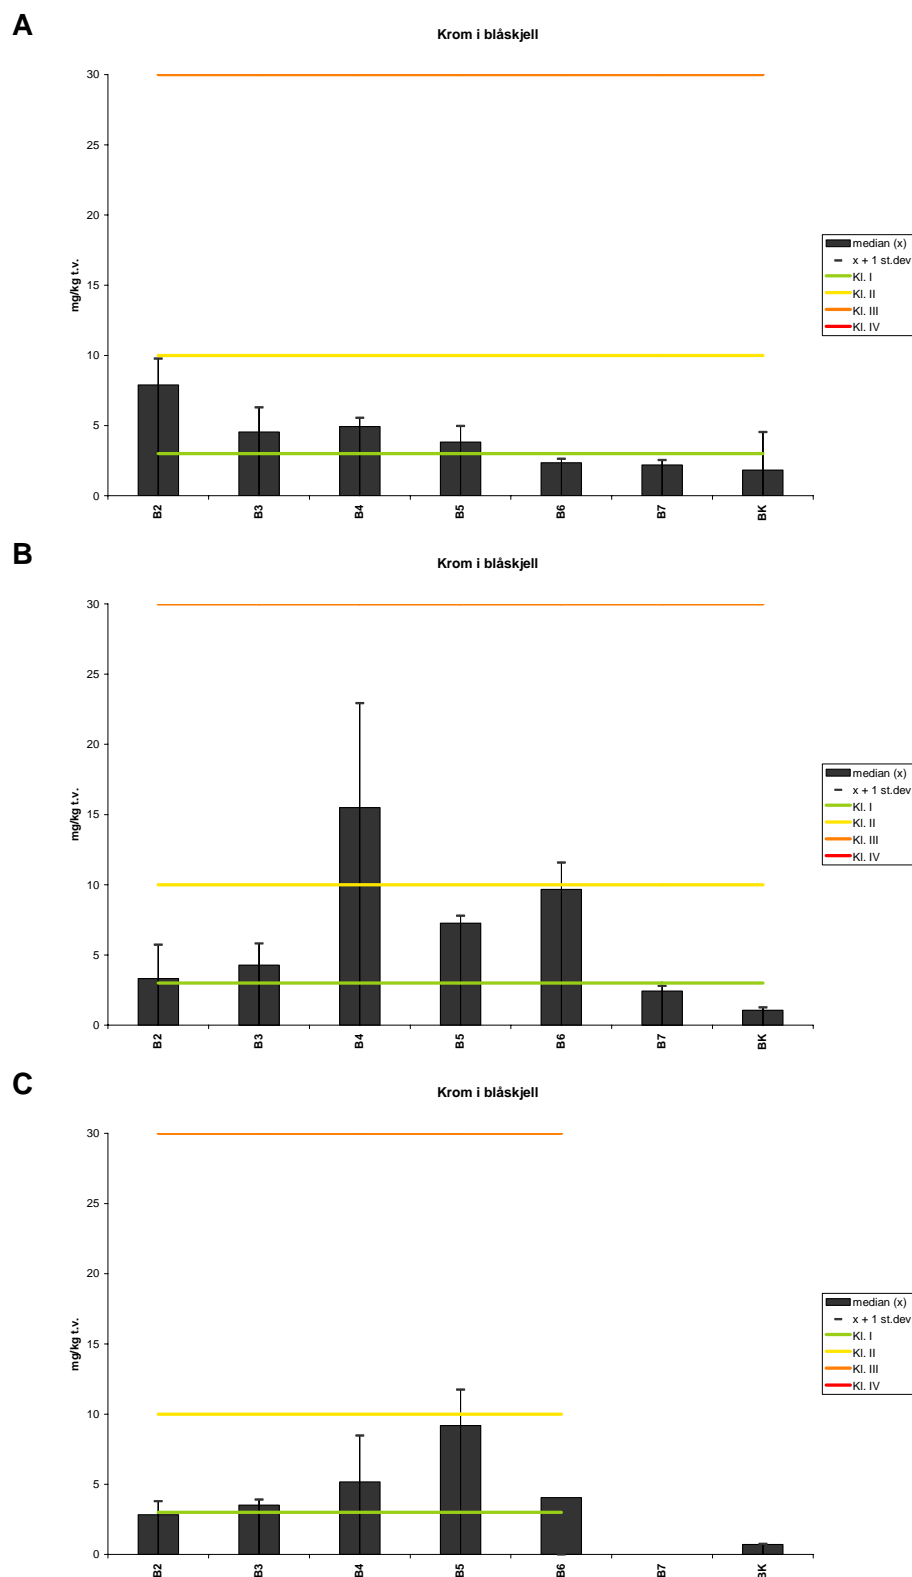 A
Krom i blåskjell
30
25
20
15
10
5
0
mg/kg t.v.
B2
B3
B4
B5
B6
B7
BK
median (x)
x + 1 st.dev
Kl. I
Kl. II
Kl. III
Kl. IV
B
Krom i blåskjell
30
25
20
15
10
5
0
mg/kg t.v.
B2
B3
B4
B5
B6
B7
BK
median (x)
x + 1 st.dev
Kl. I
Kl. II
Kl. III
Kl. IV
C
Krom i blåskjell
30
25
20
15
10
5
0
mg/kg t.v.
B2
B3
B4
B5
B6
B7
BK
median (x)
x + 1 st.dev
Kl. I
Kl. II
Kl. III
Kl. IV